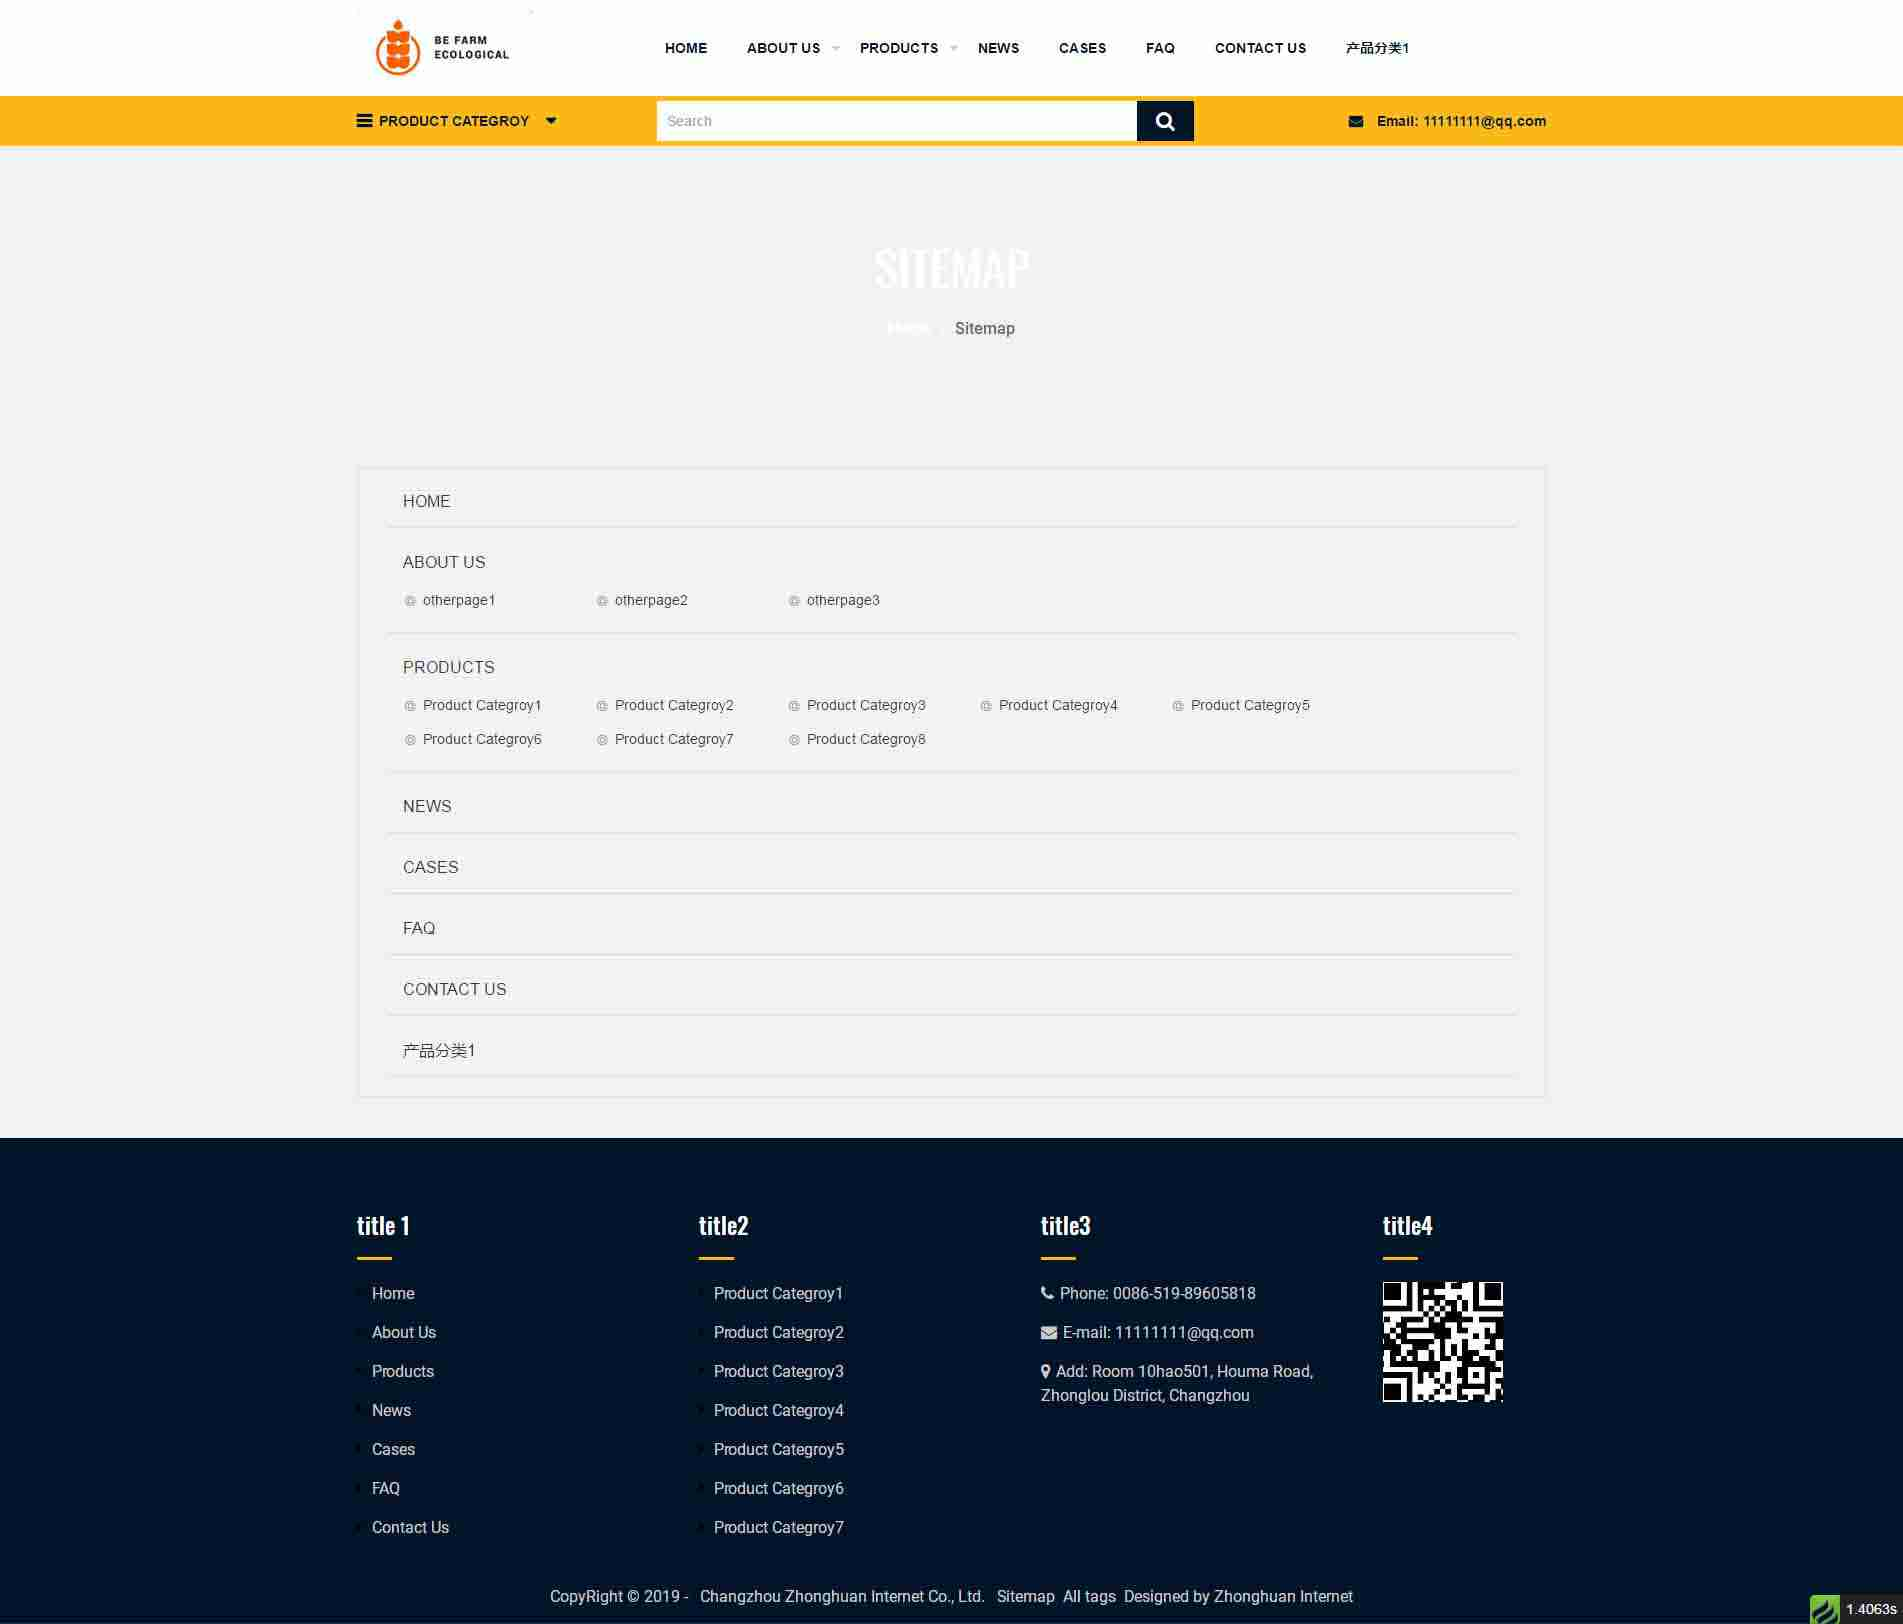 BE FARM
ECOLOGICAL
HOME ABOUT US PRODUCTS NEWS CASES FAQ CONTACT US 产品分类1
PRODUCT CATEGROY
Search
Email: 11111111@qq.com
SITEMAP
Home Sitemap
HOME
ABOUT US
otherpage1 otherpage2 otherpage3
PRODUCTS
Product Categroy1 Product Categroy2 Product Categroy3 Product Categroy4 Product Categroy5
Product Categroy6 Product Categroy7 Product Categroy8
NEWS
CASES
FAQ
CONTACT US
产品分类1
title 1
Home
About Us
Products
News
Cases
FAQ
Contact Us
title2
Product Categroy1
Product Categroy2
Product Categroy3
Product Categroy4
Product Categroy5
Product Categroy6
Product Categroy7
title3
Phone: 0086-519-89605818
E-mail: 11111111@qq.com
Add: Room 10hao501, Houma Road,
Zhonglou District, Changzhou
title4
CopyRight © 2019 - Changzhou Zhonghuan Internet Co., Ltd. Sitemap All tags Designed by Zhonghuan Internet
1.4063s